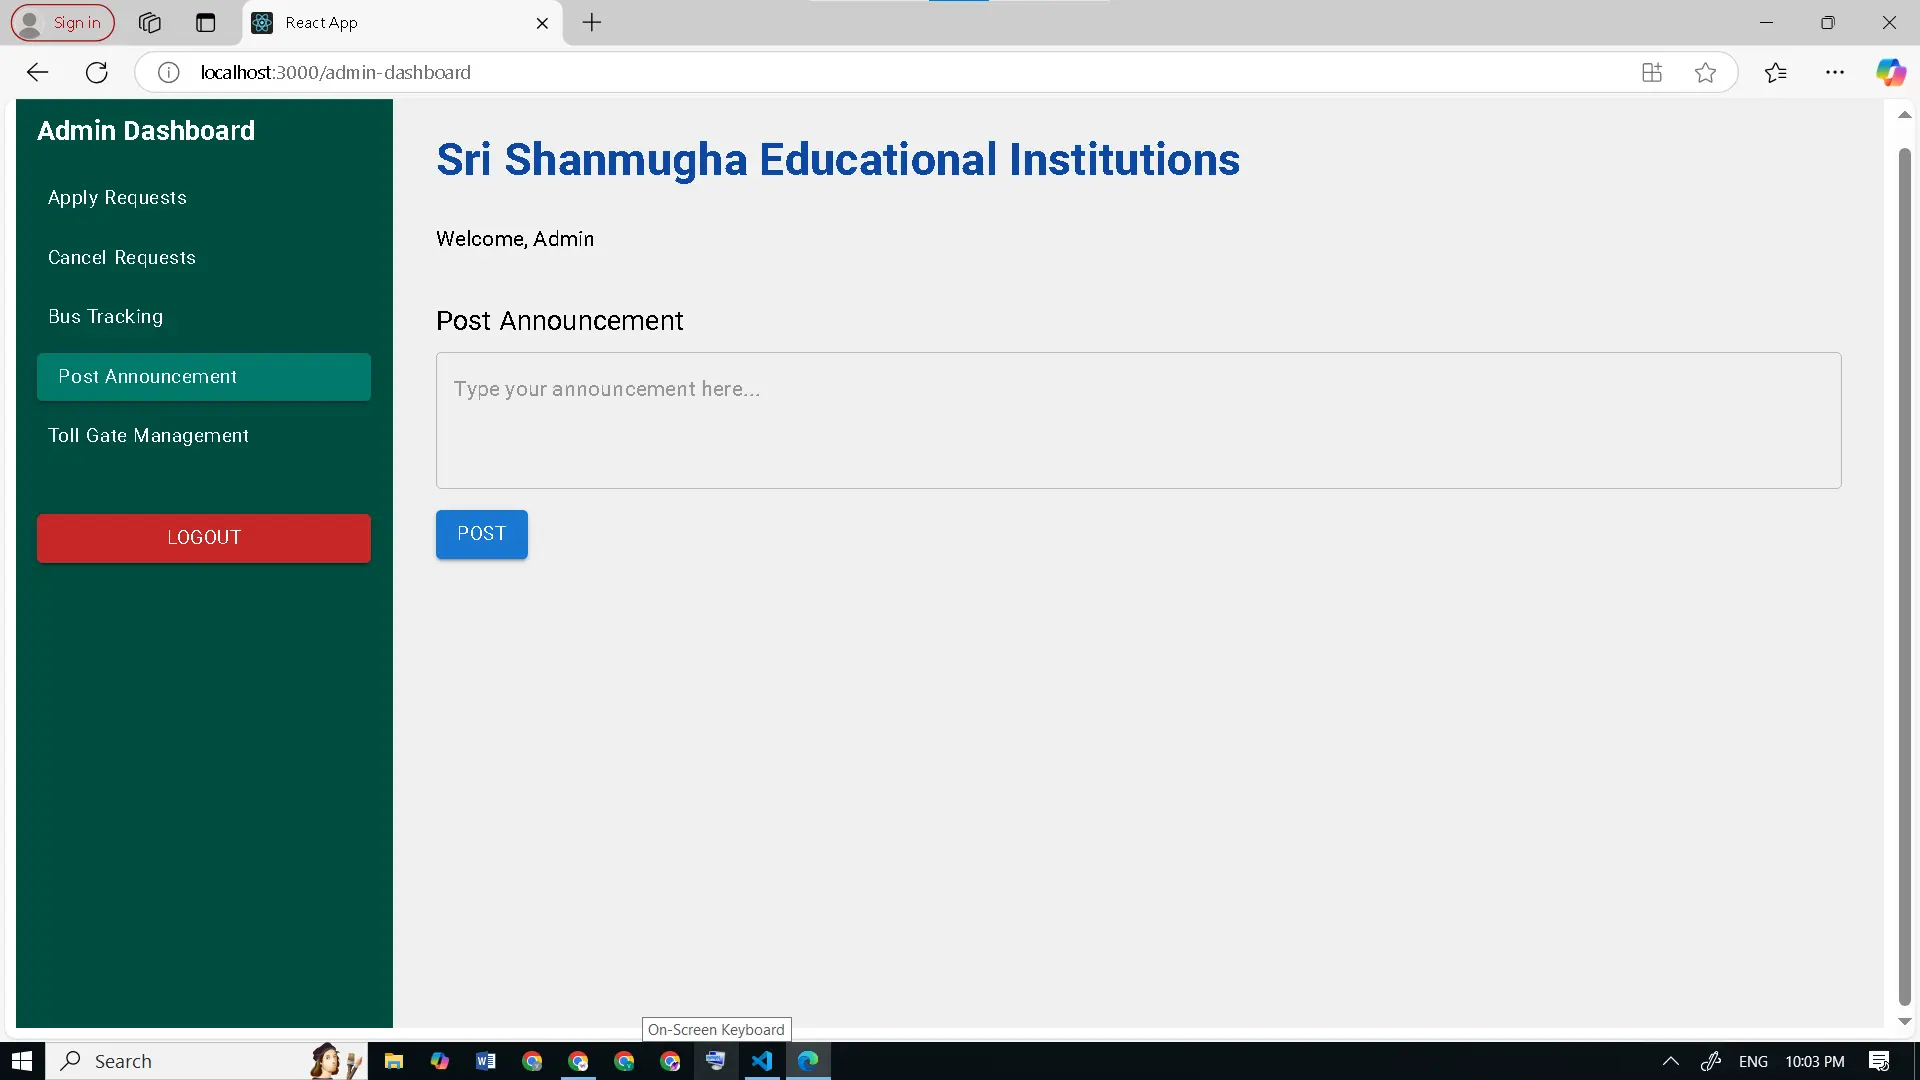 Sign in
React App
localhost:3000/admin-dashboard
Admin Dashboard
Apply Requests
Cancel Requests
Bus Tracking
Post Announcement
Toll Gate Management
LOGOUT
Sri Shanmugha Educational Institutions
Welcome, Admin
Post Announcement
Type your announcement here...
POST
On-Screen Keyboard
Search
ENG
10:03 PM